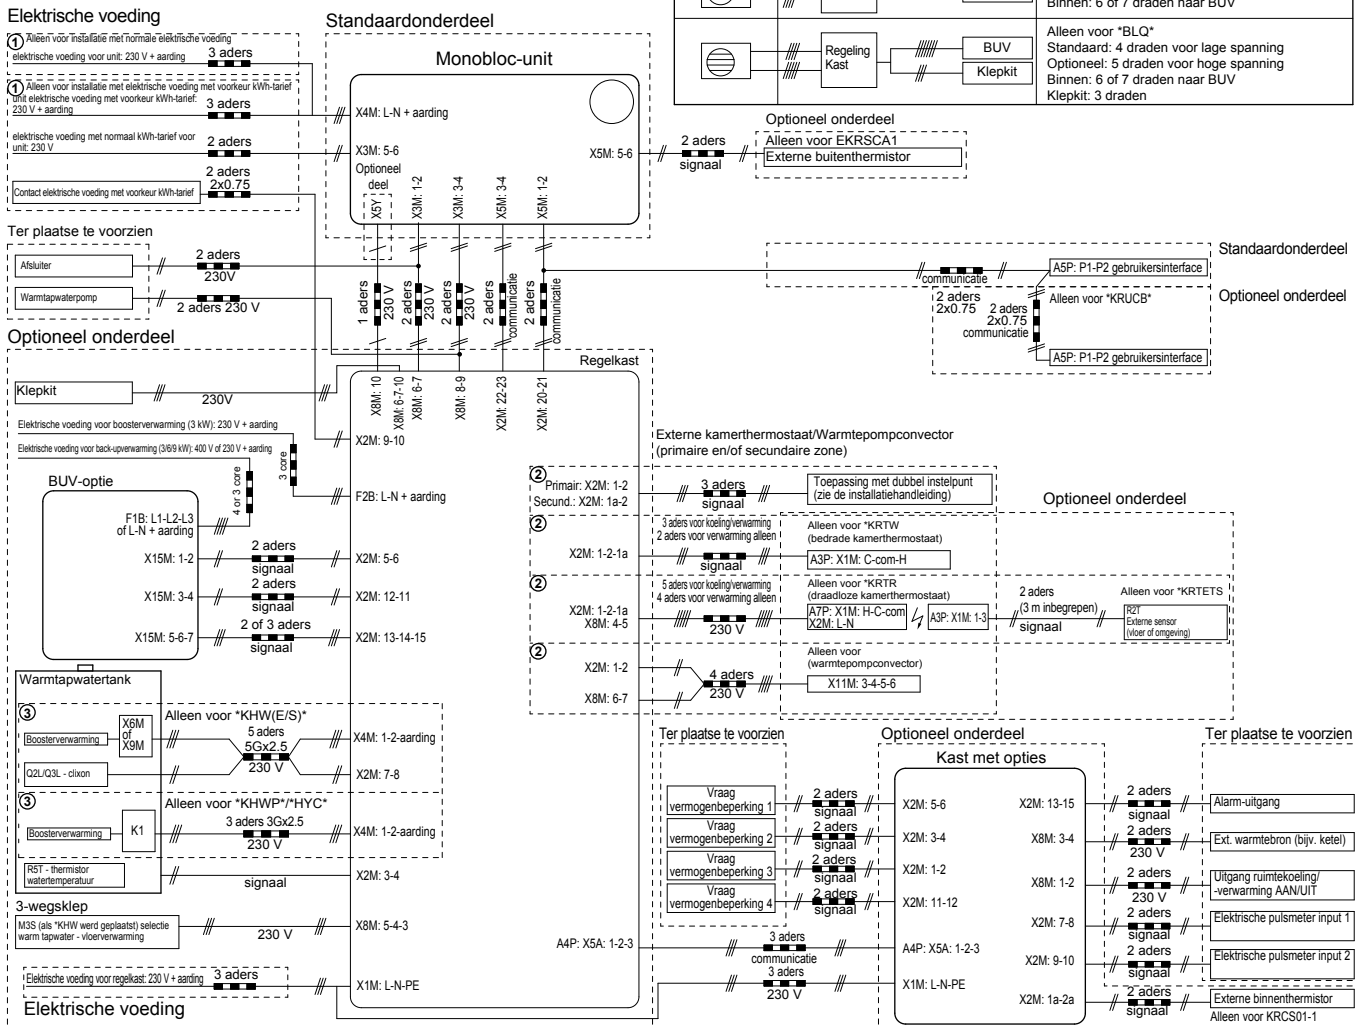 Elektrische voeding
① Alleen voor installatie met normale elektrische voeding
elektrische voeding voor unit: 230 V + aarding
3 aders
① Alleen voor installatie met elektrische voeding met voorkeur kWh-tarief
unit elektrische voeding met voorkeur kWh-tarief:
230 V + aarding
3 aders
elektrische voeding met normaal kWh-tarief voor
unit: 230 V
2 aders
2 aders
2x0.75
Contact elektrische voeding met voorkeur kWh-tarief
Standaardonderdeel
Monobloc-unit
X4M: L-N + aarding
X3M: 5-6
Optioneel
deel
X5Y
X3M: 1-2
X3M: 3-4
X5M: 3-4
X5M: 1-2
X5M: 5-6
2 aders
signaal
Optioneel onderdeel
Alleen voor EKRSCA1
Externe buitenthermistor
Binnen: 6 of 7 draden naar BUV
Regeling
Kast
BUV
Klepkit
Alleen voor *BLQ*
Standaard: 4 draden voor lage spanning
Optioneel: 5 draden voor hoge spanning
Binnen: 6 of 7 draden naar BUV
Klepkit: 3 draden
Ter plaatse te voorzien
Afsluiter
2 aders
230V
Warmtapwaterpomp
2 aders 230 V
1 aders
230 V
2 aders
230 V
2 aders
230 V
2 aders
communicatie
2 aders
communicatie
Standaardonderdeel
communicatie
A5P: P1-P2 gebruikersinterface
2 aders
2x0.75
2 aders
2x0.75
communicatie
Alleen voor *KRUCB*
Optioneel onderdeel
A5P: P1-P2 gebruikersinterface
Optioneel onderdeel
Regelkast
Klepkit
230V
X8M: 10
X8M: 6-7-10
X8M: 6-7
X8M: 8-9
X2M: 22-23
X2M: 20-21
Elektrische voeding voor boosterverwarming (3 kW): 230 V + aarding
Elektrische voeding voor back-upverwarming (3/6/9 kW): 400 V of 230 V + aarding
3 core
4 or 3 core
X2M: 9-10
F2B: L-N + aarding
BUV-optie
F1B: L1-L2-L3
of L-N + aarding
X15M: 1-2
2 aders
signaal
X2M: 5-6
X15M: 3-4
2 aders
signaal
X2M: 12-11
X15M: 5-6-7
2 of 3 aders
signaal
X2M: 13-14-15
Warmtapwatertank
③
Alleen voor *KHW(E/S)*
Boosterverwarming
X6M
of
X9M
5 aders
5Gx2.5
230 V
X4M: 1-2-aarding
Q2L/Q3L - clixon
X2M: 7-8
③
Alleen voor *KHWP*/*HYC*
Boosterverwarming
K1
3 aders 3Gx2.5
230 V
X4M: 1-2-aarding
R5T - thermistor
watertemperatuur
signaal
X2M: 3-4
3-wegsklep
M3S (als *KHW werd geplaatst) selectie
warm tapwater - vloerverwarming
230 V
X8M: 5-4-3
Elektrische voeding voor regelkast: 230 V + aarding
3 aders
X1M: L-N-PE
Elektrische voeding
Externe kamerthermostaat/Warmtepompconvector
(primaire en/of secundaire zone)
②
Primair: X2M: 1-2
Secund.: X2M: 1a-2
3 aders
signaal
Toepassing met dubbel instelpunt
(zie de installatiehandleiding)
Optioneel onderdeel
②
X2M: 1-2-1a
3 aders voor koeling/verwarming
2 aders voor verwarming alleen
signaal
Alleen voor *KRTW
(bedrade kamerthermostaat)
A3P: X1M: C-com-H
②
X2M: 1-2-1a
X8M: 4-5
5 aders voor koeling/verwarming
4 aders voor verwarming alleen
230 V
Alleen voor *KRTR
(draadloze kamerthermostaat)
A7P: X1M: H-C-com
X2M: L-N
A3P: X1M: 1-3
2 aders
(3 m inbegrepen)
signaal
Alleen voor *KRTETS
R2T
Externe sensor
(vloer of omgeving)
②
X2M: 1-2
X8M: 6-7
4 aders
230 V
Alleen voor
(warmtepompconvector)
X11M: 3-4-5-6
Ter plaatse te voorzien
Optioneel onderdeel
Ter plaatse te voorzien
Kast met opties
Vraag
vermogenbeperking 1
2 aders
signaal
X2M: 5-6
Vraag
vermogenbeperking 2
2 aders
signaal
X2M: 3-4
Vraag
vermogenbeperking 3
2 aders
signaal
X2M: 1-2
Vraag
vermogenbeperking 4
2 aders
signaal
X2M: 11-12
A4P: X5A: 1-2-3
3 aders
communicatie
A4P: X5A: 1-2-3
3 aders
230 V
X1M: L-N-PE
X2M: 13-15
2 aders
signaal
Alarm-uitgang
X8M: 3-4
2 aders
230 V
Ext. warmtebron (bijv. ketel)
X8M: 1-2
2 aders
230 V
Uitgang ruimtekoeling/
-verwarming AAN/UIT
X2M: 7-8
2 aders
signaal
Elektrische pulsmeter input 1
X2M: 9-10
2 aders
signaal
Elektrische pulsmeter input 2
X2M: 1a-2a
2 aders
signaal
Externe binnenthermistor
Alleen voor KRCS01-1